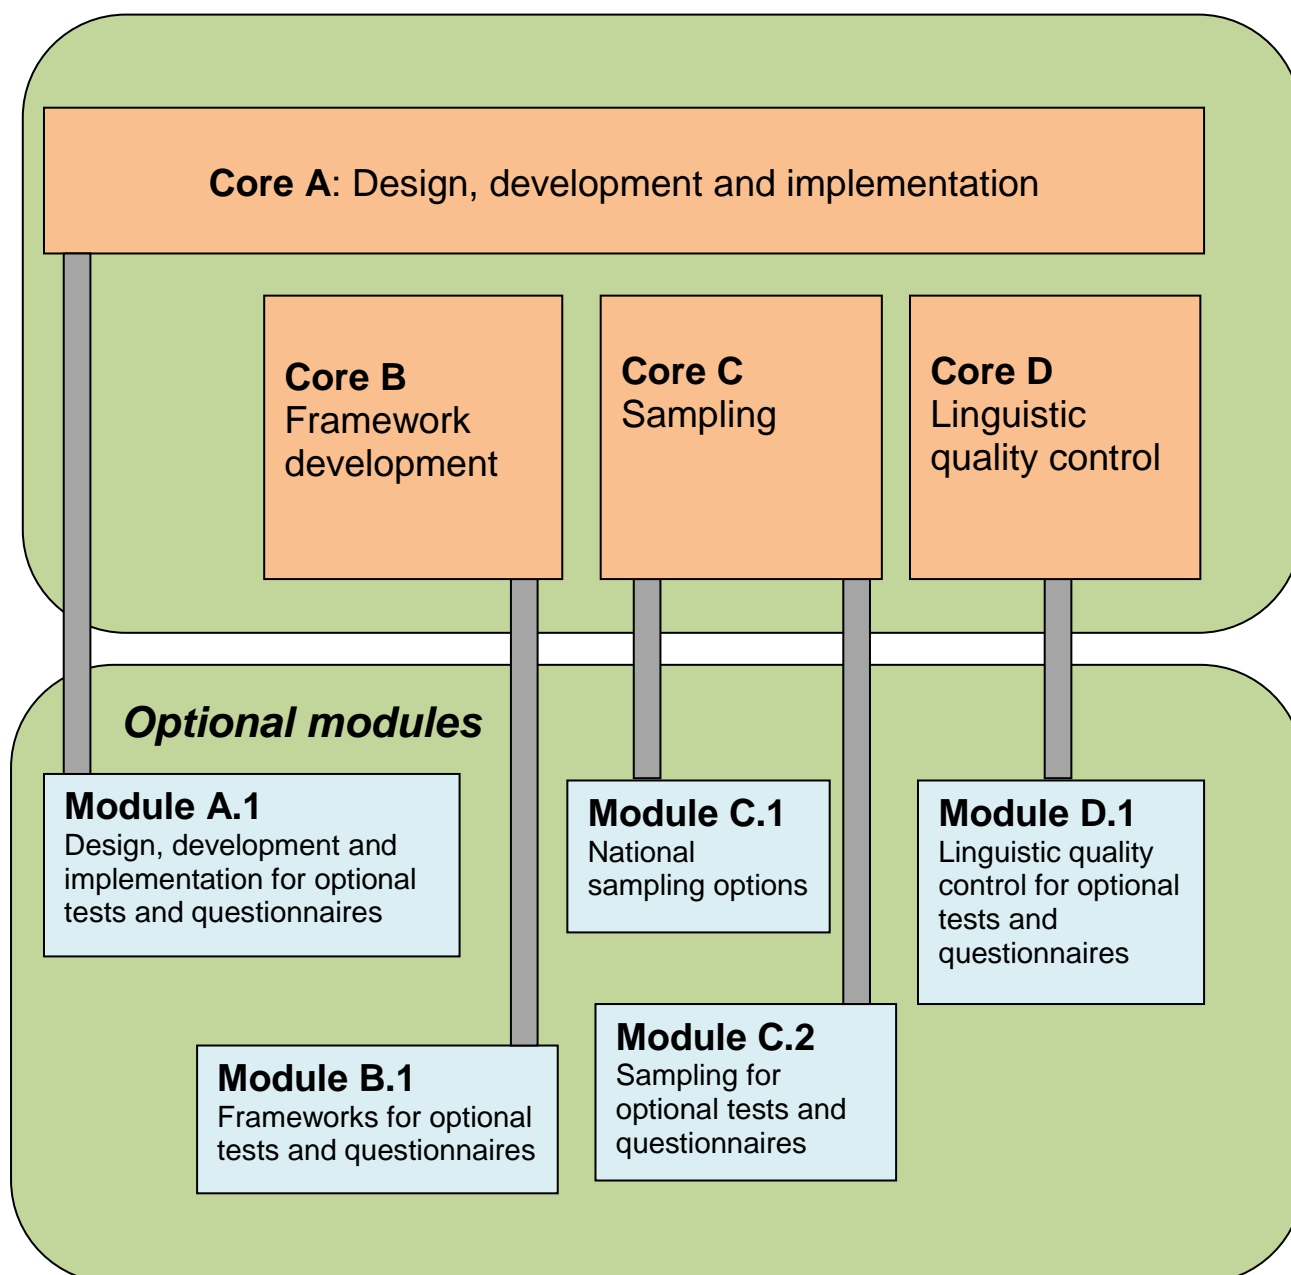 Core A: Design, development and implementation
Core B
Framework
development
Core C
Sampling
Core D
Linguistic
quality control
Optional modules
Module A.1
Design, development and
implementation for optional
tests and questionnaires
Module C.1
National
sampling options
Module D.1
Linguistic quality
control for optional
tests and
questionnaires
Module B.1
Frameworks for optional
tests and questionnaires
Module C.2
Sampling for
optional tests and
questionnaires